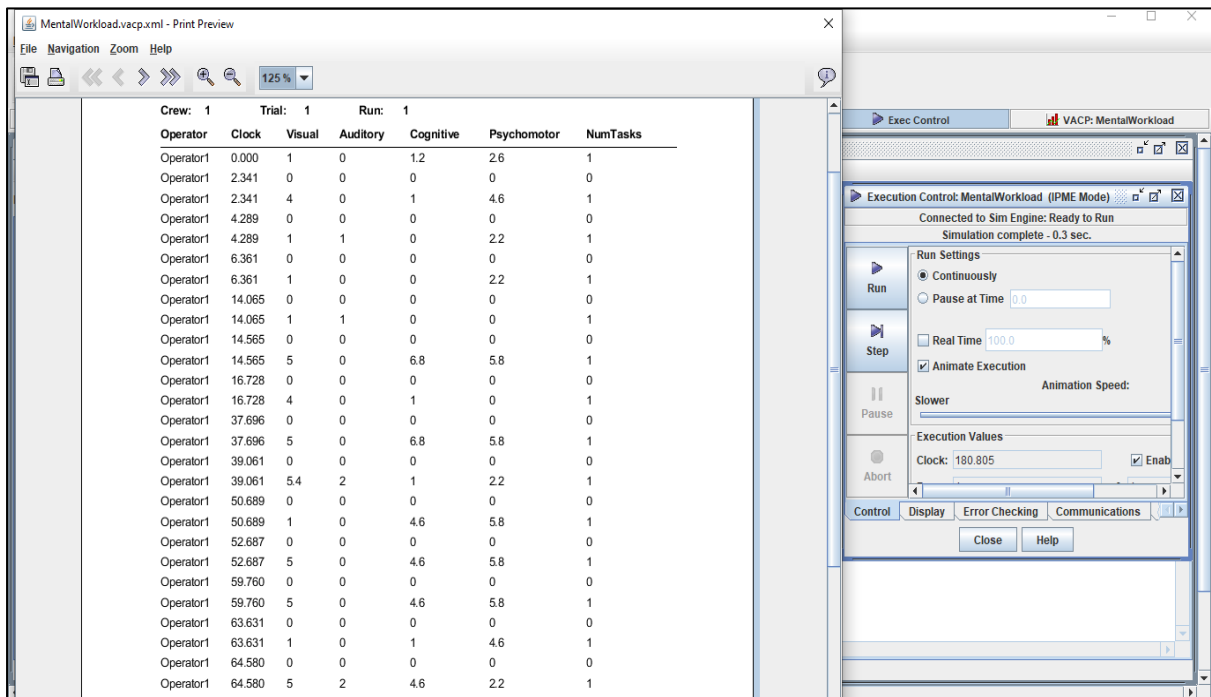 MentalWorkload.vacp.xml - Print Preview
File Navigation Zoom Help
125 %
Crew: 1 Trial: 1 Run: 1
Operator Clock Visual Auditory Cognitive Psychomotor NumTasks
Operator1 0.000 1 0 1.2 2.6 1
Operator1 2.341 0 0 0 0 0
Operator1 2.341 4 0 1 4.6 1
Operator1 4.289 0 0 0 0 0
Operator1 4.289 1 1 0 2.2 1
Operator1 6.361 0 0 0 0 0
Operator1 6.361 1 0 0 2.2 1
Operator1 14.065 0 0 0 0 0
Operator1 14.065 1 1 0 0 1
Operator1 14.565 0 0 0 0 0
Operator1 14.565 5 0 6.8 5.8 1
Operator1 16.728 0 0 0 0 0
Operator1 16.728 4 0 1 0 1
Operator1 37.696 0 0 0 0 0
Operator1 37.696 5 0 6.8 5.8 1
Operator1 39.061 0 0 0 0 0
Operator1 39.061 5.4 2 1 2.2 1
Operator1 50.689 0 0 0 0 0
Operator1 50.689 1 0 4.6 5.8 1
Operator1 52.687 0 0 0 0 0
Operator1 52.687 5 0 4.6 5.8 1
Operator1 59.760 0 0 0 0 0
Operator1 59.760 5 0 4.6 5.8 1
Operator1 63.631 0 0 0 0 0
Operator1 63.631 1 0 1 4.6 1
Operator1 64.580 0 0 0 0 0
Operator1 64.580 5 2 4.6 2.2 1
Exec Control VACP: MentalWorkload
Execution Control: MentalWorkload (IPME Mode)
Connected to Sim Engine: Ready to Run
Simulation complete - 0.3 sec.
Run
Step
Pause
Abort
Run Settings
Continuously
Pause at Time 0.0
Real Time 100.0 %
Animate Execution
Animation Speed:
Slower
Execution Values
Clock: 180.805 Enab
Control Display Error Checking Communications
Close Help